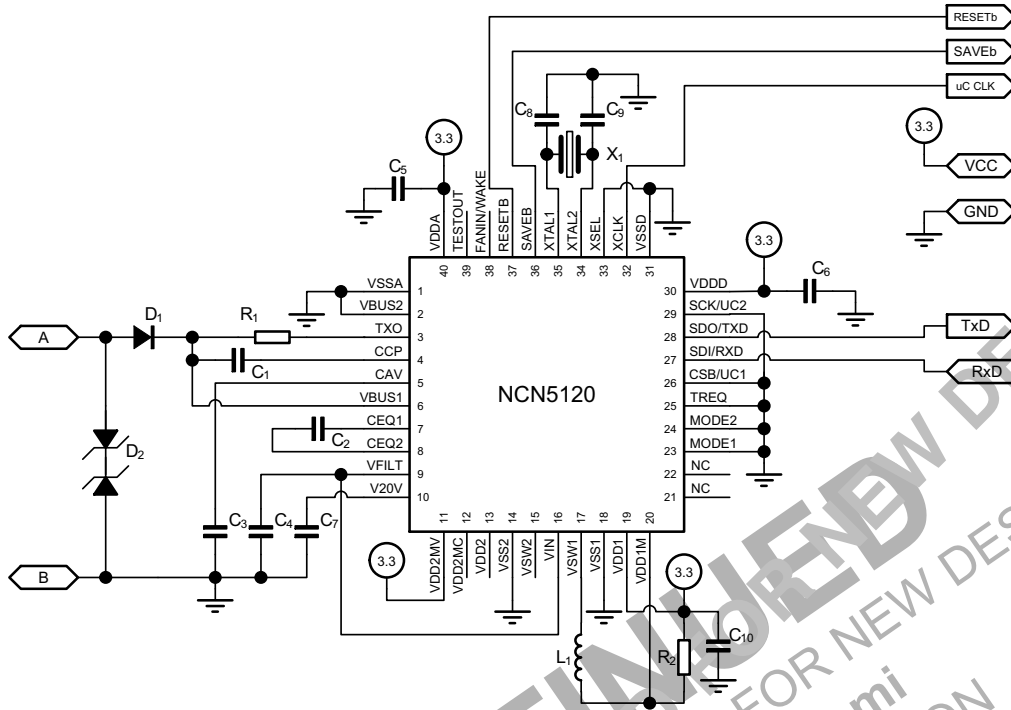 RESETb
SAVEb
uC CLK
3.3
VCC
GND
C8
C9
X1
3.3
C5
VDDA
TESTOUT
FANIN/WAKE
RESETB
SAVEB
XTAL1
XTAL2
XSEL
XCLK
VSSD
40
39
38
37
36
35
34
33
32
31
3.3
C6
VSSA
1
VBUS2
2
TXO
3
CCP
4
CAV
5
VBUS1
6
CEQ1
7
CEQ2
8
VFILT
9
V20V
10
NCN5120
30
VDDD
29
SCK/UC2
28
SDO/TXD
27
SDI/RXD
26
CSB/UC1
25
TREQ
24
MODE2
23
MODE1
22
NC
21
NC
TxD
RxD
A
D1
R1
C1
C2
D2
C3
C4
C7
B
11
12
13
14
15
16
17
18
19
20
VDD2MV
VDD2MC
VDD2
VSS2
VSW2
VIN
VSW1
VSS1
VDD1
VDD1M
3.3
3.3
L1
R2
C10
FOR NEW DES